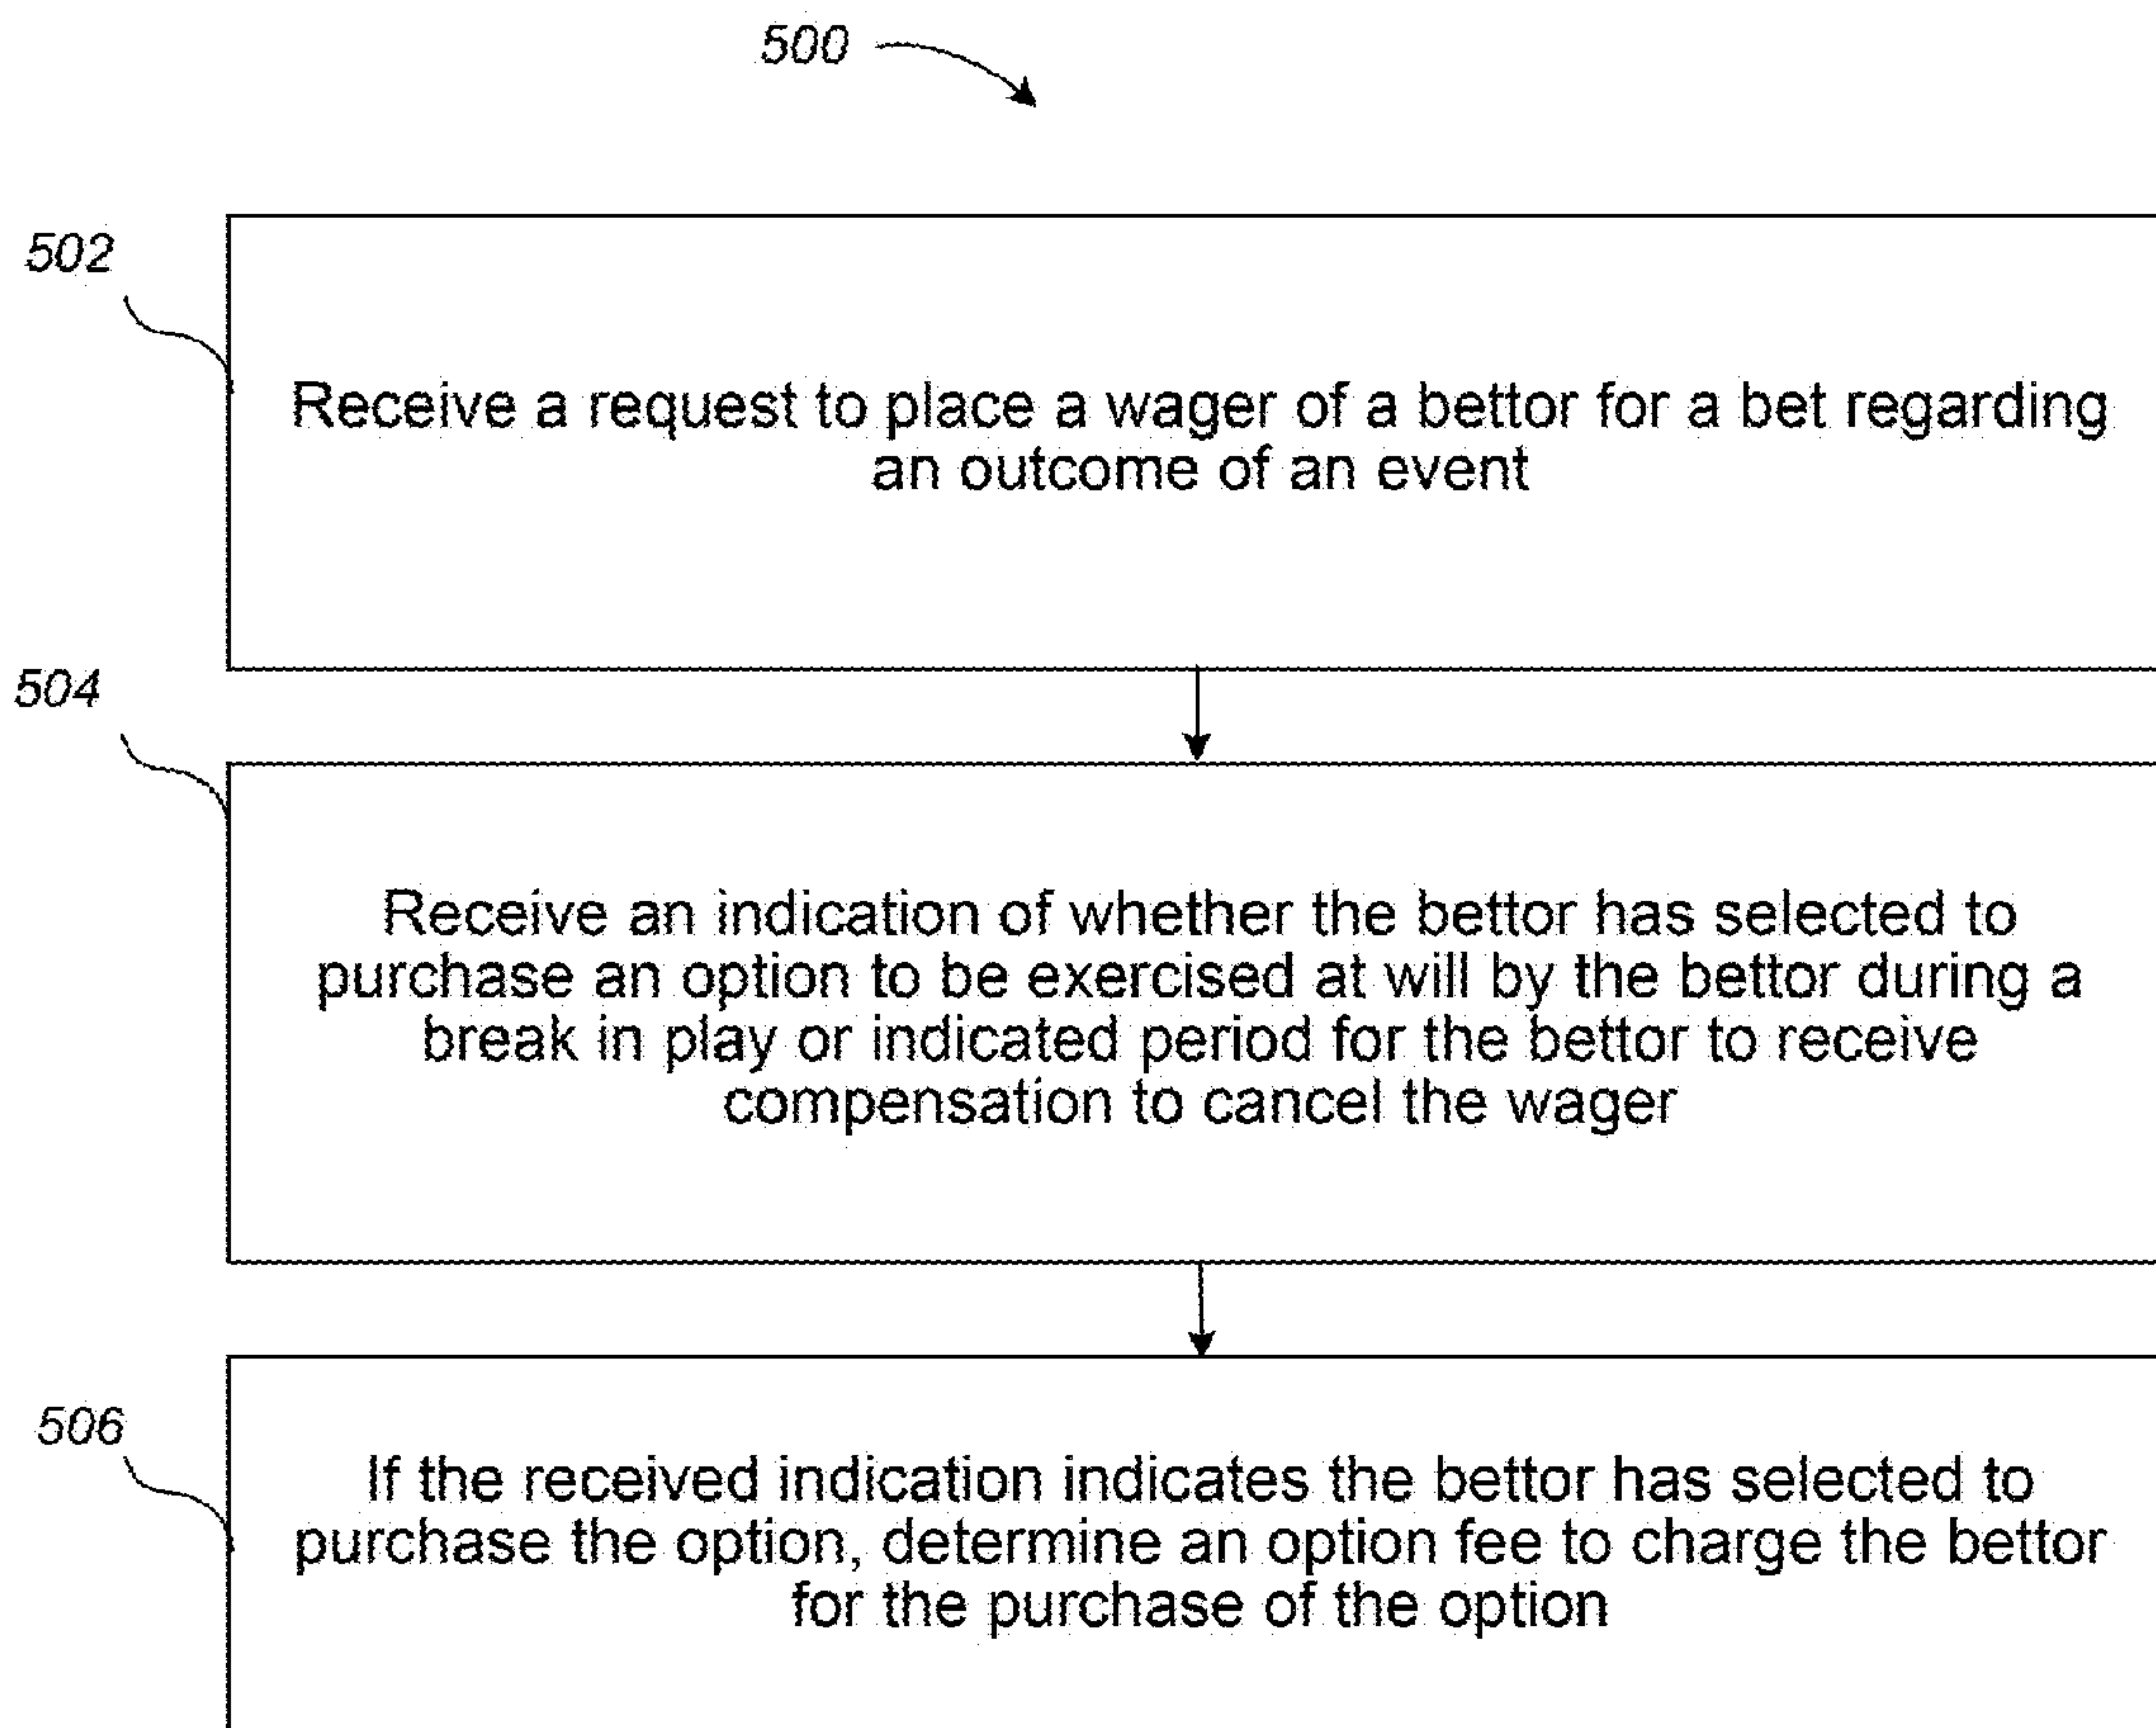 500
502
Receive a request to place a wager of a bettor for a bet regarding
an outcome of an event
504
Receive an indication of whether the bettor has selected to
purchase an option to be exercised at will by the bettor during a
break in play or indicated period for the bettor to receive
compensation to cancel the wager
506
If the received indication indicates the bettor has selected to
purchase the option, determine an option fee to charge the bettor
for the purchase of the option